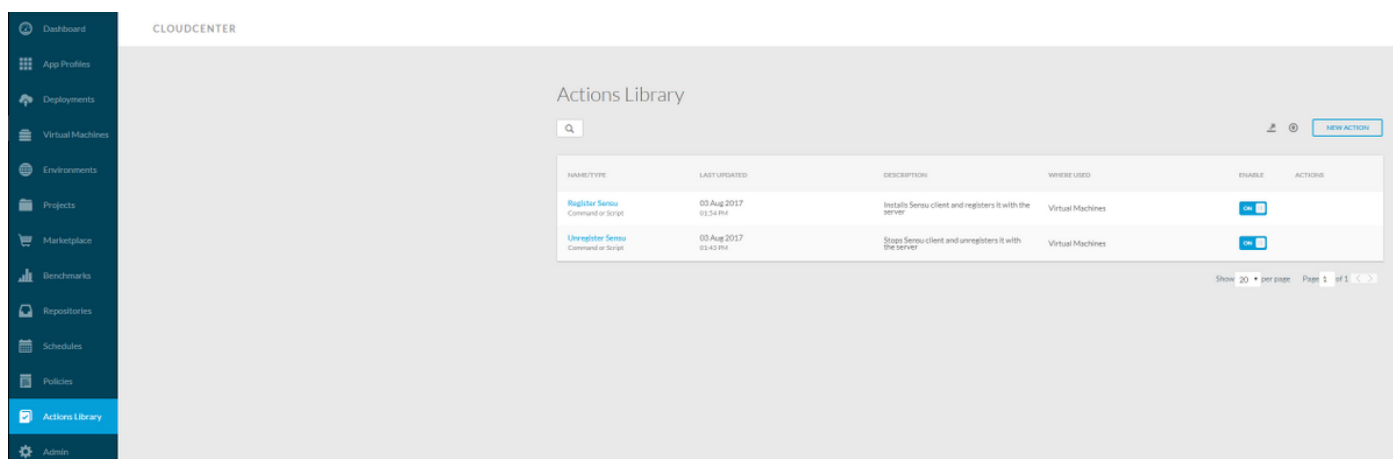 Dashboard
CLOUDCENTER
App Profiles
Deployments
Virtual Machines
Environments
Projects
Marketplace
Benchmarks
Repositories
Schedules
Policies
Actions Library
Admin
Actions Library
NEW ACTION
NAME/TYPE LAST UPDATED DESCRIPTION WHERE USED ENABLE ACTIONS
Register Sensu 03 Aug 2017 Installs Sensu client and registers it with the Virtual Machines ON
Command or Script 01:54 PM server
Unregister Sensu 03 Aug 2017 Stops Sensu client and unregisters it with Virtual Machines ON
Command or Script 01:43 PM the server
Show 20 per page Page 1 of 1